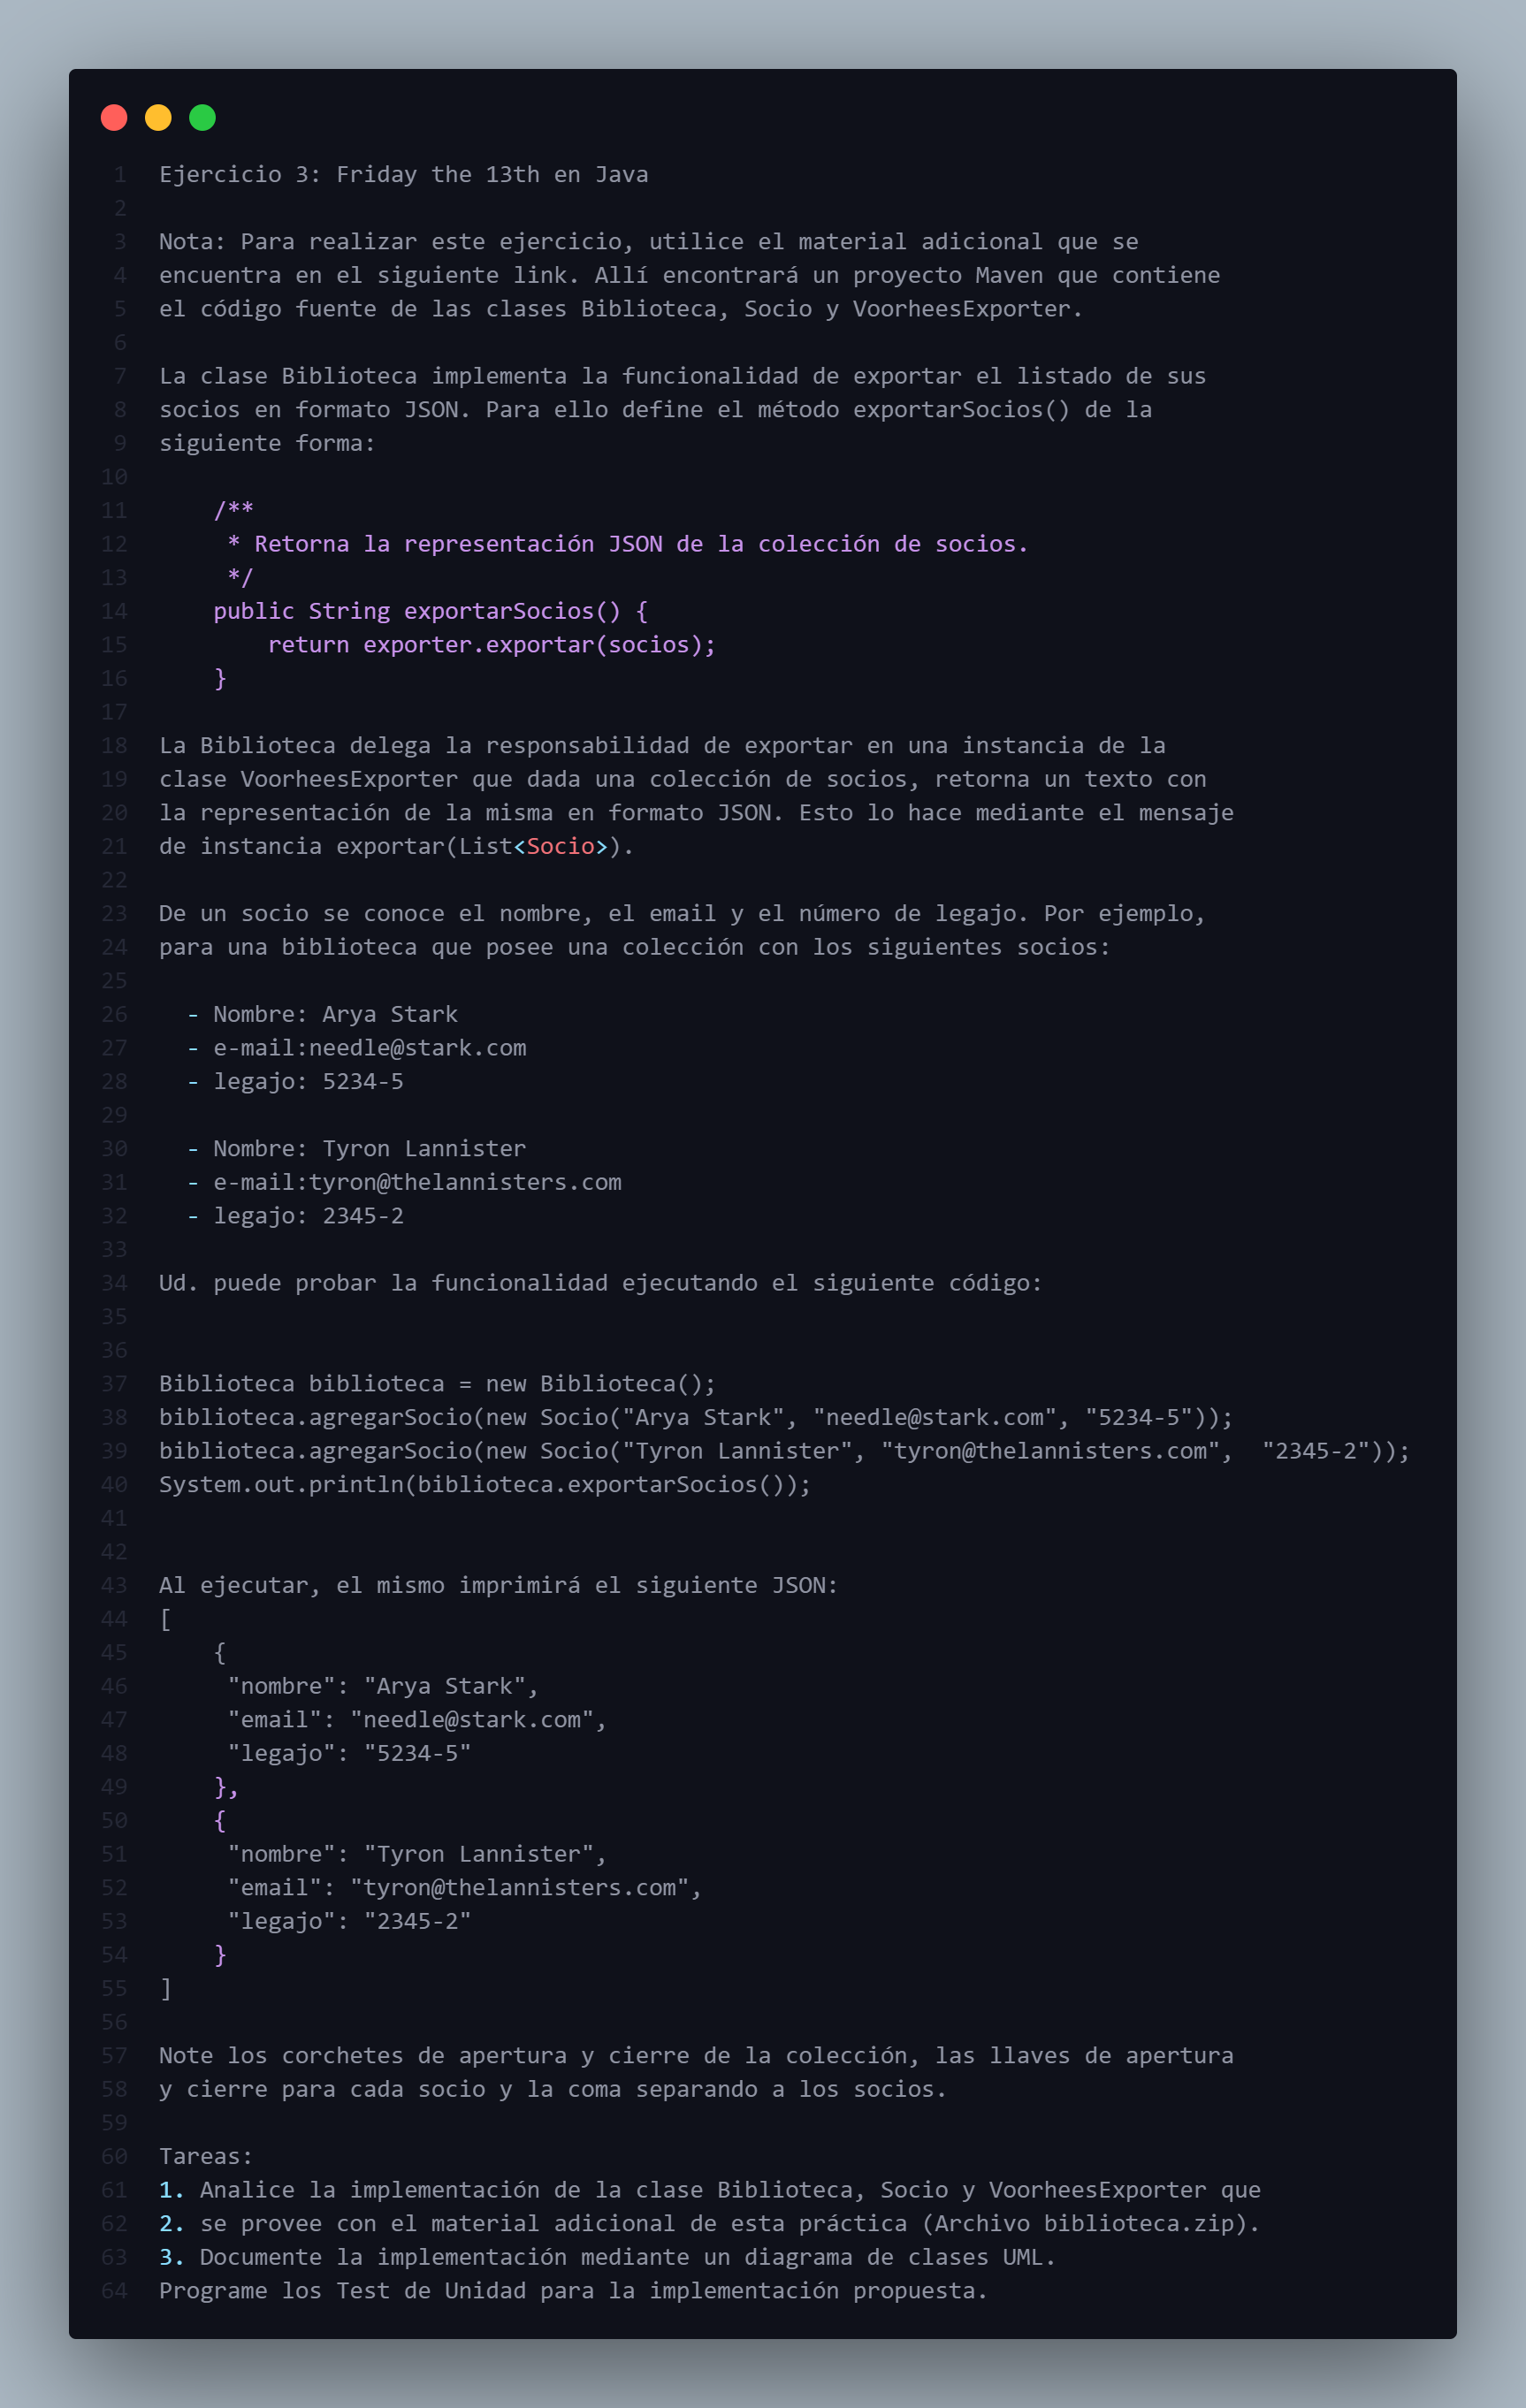 1 Ejercicio 3: Friday the 13th en Java
2
3 Nota: Para realizar este ejercicio, utilice el material adicional que se
4 encuentra en el siguiente link. Allí encontrará un proyecto Maven que contiene
5 el código fuente de las clases Biblioteca, Socio y VoorheesExporter.
6
7 La clase Biblioteca implementa la funcionalidad de exportar el listado de sus
8 socios en formato JSON. Para ello define el método exportarSocios() de la
9 siguiente forma:
10
11     /**
12      * Retorna la representación JSON de la colección de socios.
13      */
14     public String exportarSocios() {
15         return exporter.exportar(socios);
16     }
17
18 La Biblioteca delega la responsabilidad de exportar en una instancia de la
19 clase VoorheesExporter que dada una colección de socios, retorna un texto con
20 la representación de la misma en formato JSON. Esto lo hace mediante el mensaje
21 de instancia exportar(List<Socio>).
22
23 De un socio se conoce el nombre, el email y el número de legajo. Por ejemplo,
24 para una biblioteca que posee una colección con los siguientes socios:
25
26   - Nombre: Arya Stark
27   - e-mail:needle@stark.com
28   - legajo: 5234-5
29
30   - Nombre: Tyron Lannister
31   - e-mail:tyron@thelannisters.com
32   - legajo: 2345-2
33
34 Ud. puede probar la funcionalidad ejecutando el siguiente código:
35
36
37 Biblioteca biblioteca = new Biblioteca();
38 biblioteca.agregarSocio(new Socio("Arya Stark", "needle@stark.com", "5234-5"));
39 biblioteca.agregarSocio(new Socio("Tyron Lannister", "tyron@thelannisters.com",  "2345-2"));
40 System.out.println(biblioteca.exportarSocios());
41
42
43 Al ejecutar, el mismo imprimirá el siguiente JSON:
44 [
45     {
46      "nombre": "Arya Stark",
47      "email": "needle@stark.com",
48      "legajo": "5234-5"
49     },
50     {
51      "nombre": "Tyron Lannister",
52      "email": "tyron@thelannisters.com",
53      "legajo": "2345-2"
54     }
55 ]
56
57 Note los corchetes de apertura y cierre de la colección, las llaves de apertura
58 y cierre para cada socio y la coma separando a los socios.
59
60 Tareas:
61 1. Analice la implementación de la clase Biblioteca, Socio y VoorheesExporter que
62 2. se provee con el material adicional de esta práctica (Archivo biblioteca.zip).
63 3. Documente la implementación mediante un diagrama de clases UML.
64 Programe los Test de Unidad para la implementación propuesta.